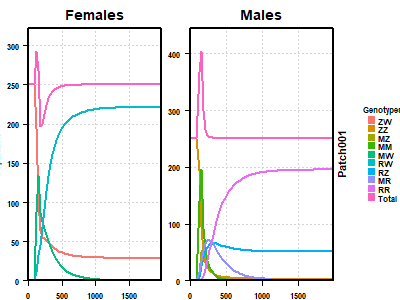 Females
Males
300
250
200
150
100
50
0
400
300
200
100
0
0 500 1000 1500
0 500 1000 1500
Patch001
Genotypes
ZW
ZZ
MZ
MM
MW
RW
RZ
MR
RR
Total